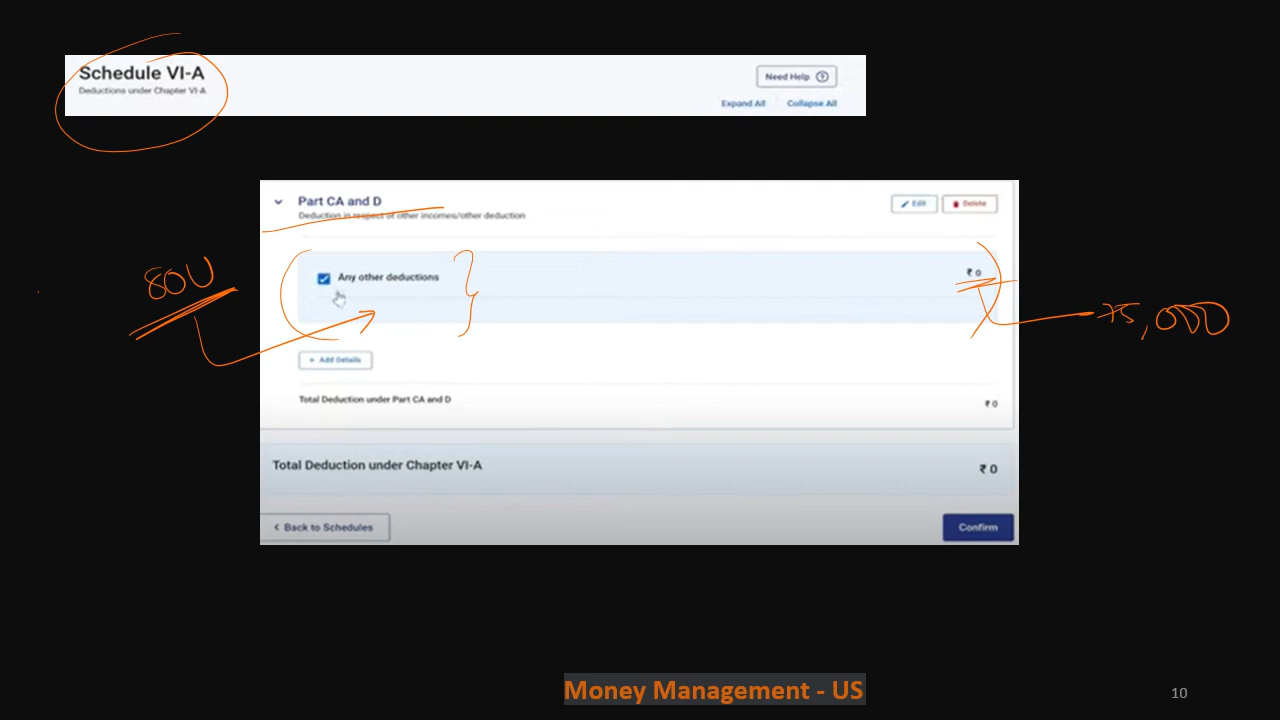 Schedule VI-A
Deductions under Chapter VI-A
Need Help ?
Expand All
Collapse All
Part CA and D
Deduction in respect of other incomes/other deduction
Edit
Delete
80U
Any other deductions
₹ 0
75,000
+ Add Details
Total Deduction under Part CA and D
₹ 0
Total Deduction under Chapter VI-A
₹ 0
< Back to Schedules
Confirm
Money Management - US
10